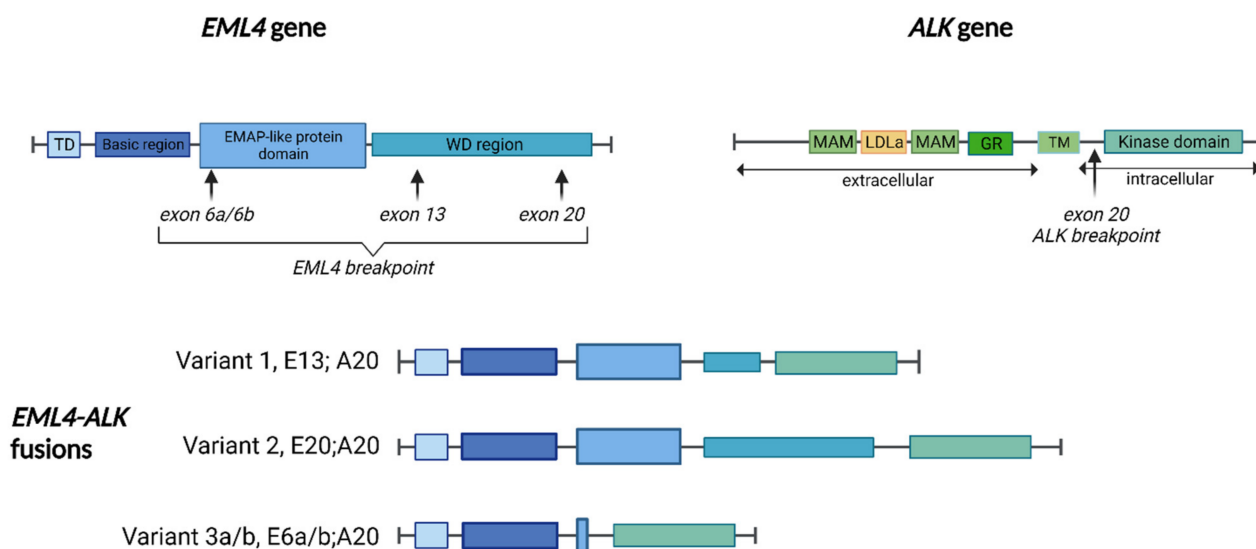 EML4 gene
ALK gene
TD
Basic region
EMAP-like protein
domain
WD region
MAM
LDLa
MAM
GR
TM
Kinase domain
extracellular
intracellular
exon 6a/6b
exon 13
exon 20
EML4 breakpoint
exon 20
ALK breakpoint
Variant 1, E13; A20
EML4-ALK
fusions
Variant 2, E20;A20
Variant 3a/b, E6a/b;A20